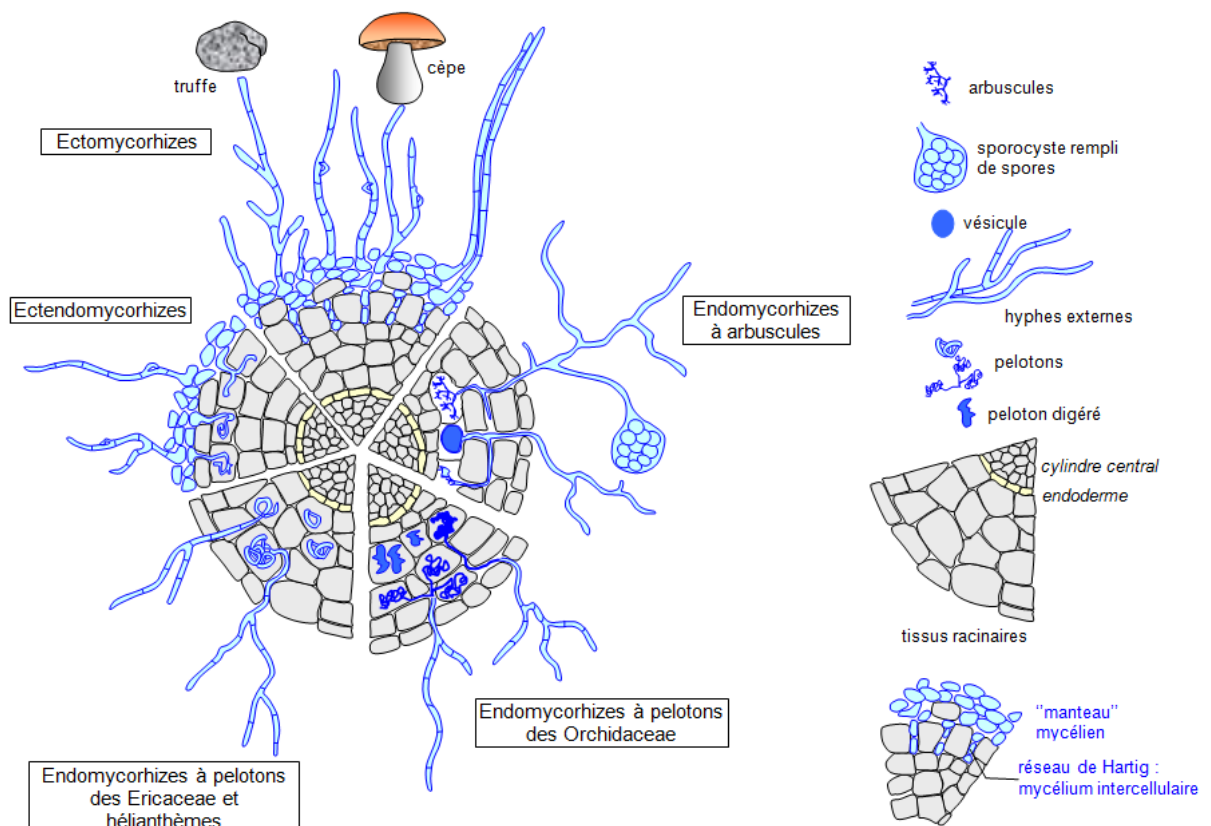 truffe
cèpe
Ectomycorhizes
Ectendomycorhizes
Endomycorhizes
à arbuscules
Endomycorhizes à pelotons
des Orchidaceae
Endomycorhizes à pelotons
des Ericaceae et
hélianthèmes
arbuscules
sporocyste rempli
de spores
vésicule
hyphes externes
pelotons
peloton digéré
cylindre central
endoderme
tissus racinaires
"manteau"
mycélien
réseau de Hartig :
mycélium intercellulaire